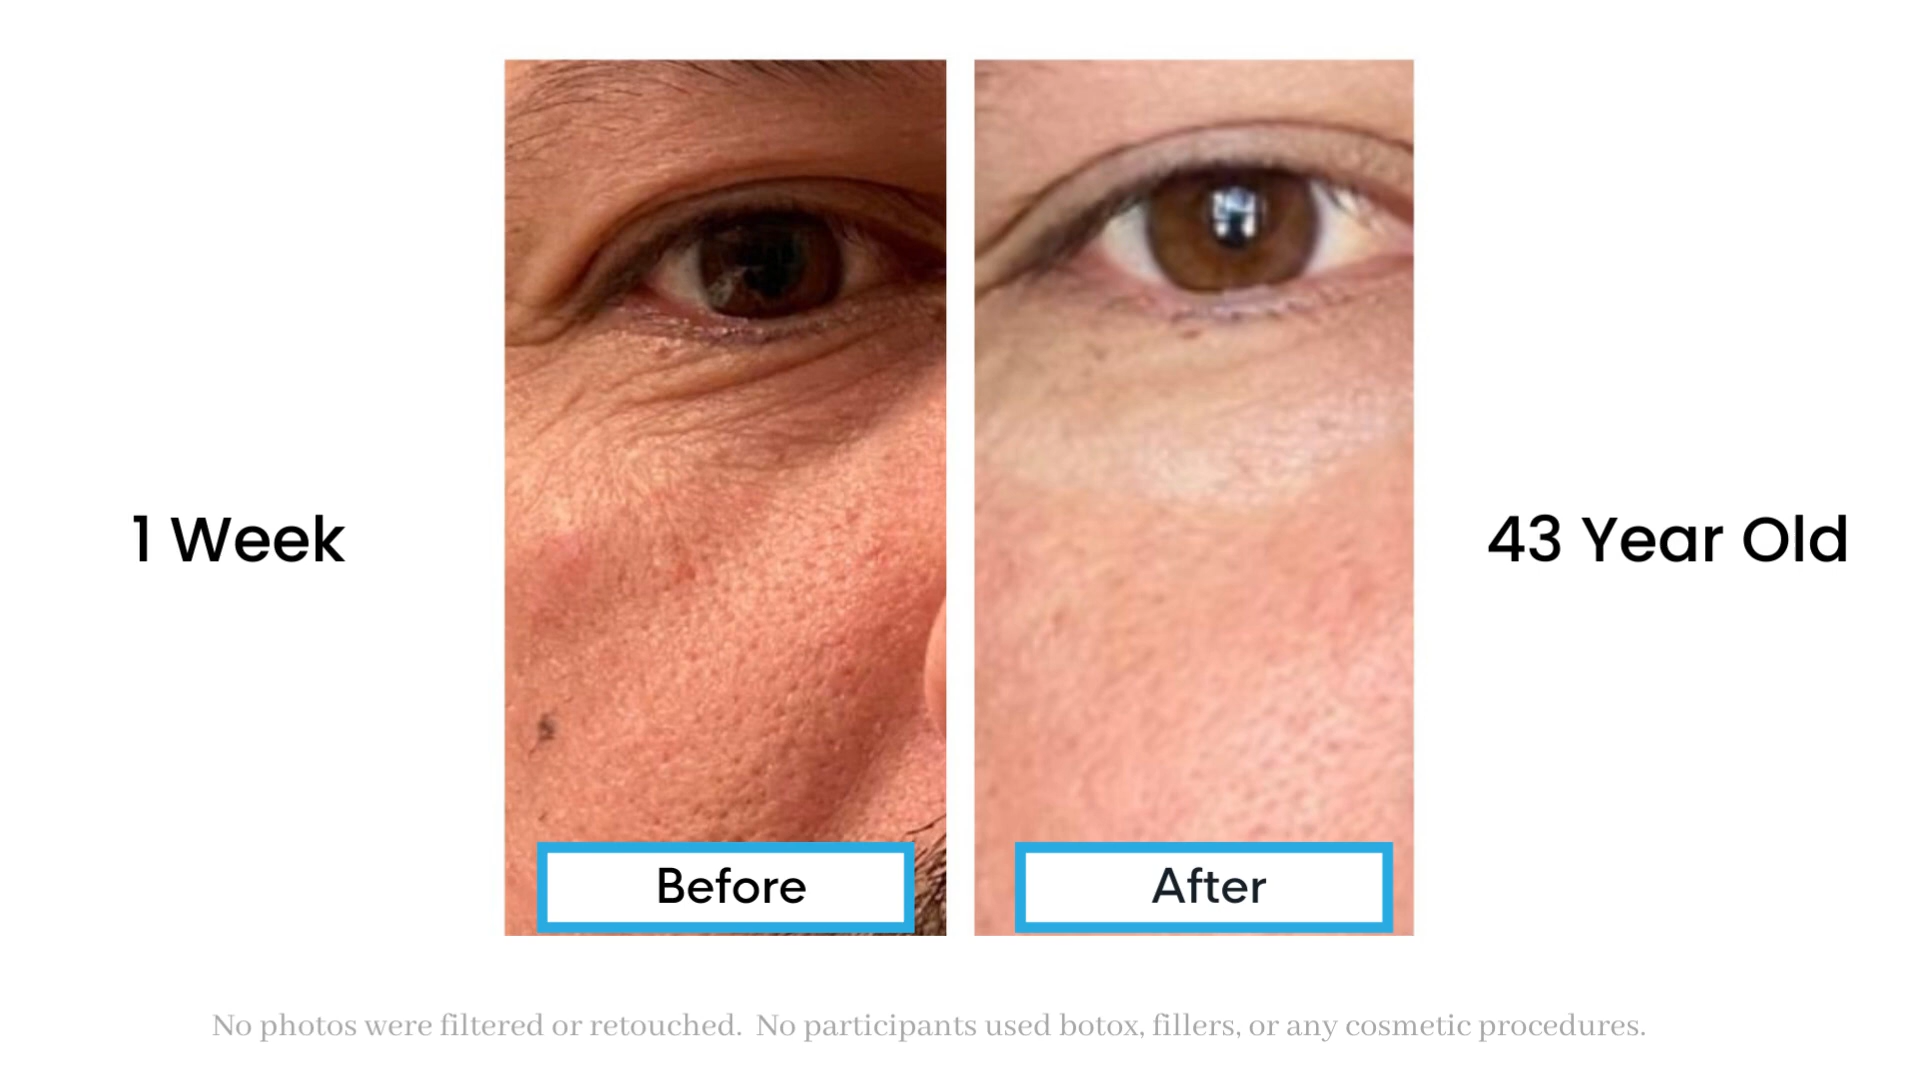 1 Week
43 Year Old
Before
After
No photos were filtered or retouched. No participants used botox, fillers, or any cosmetic procedures.